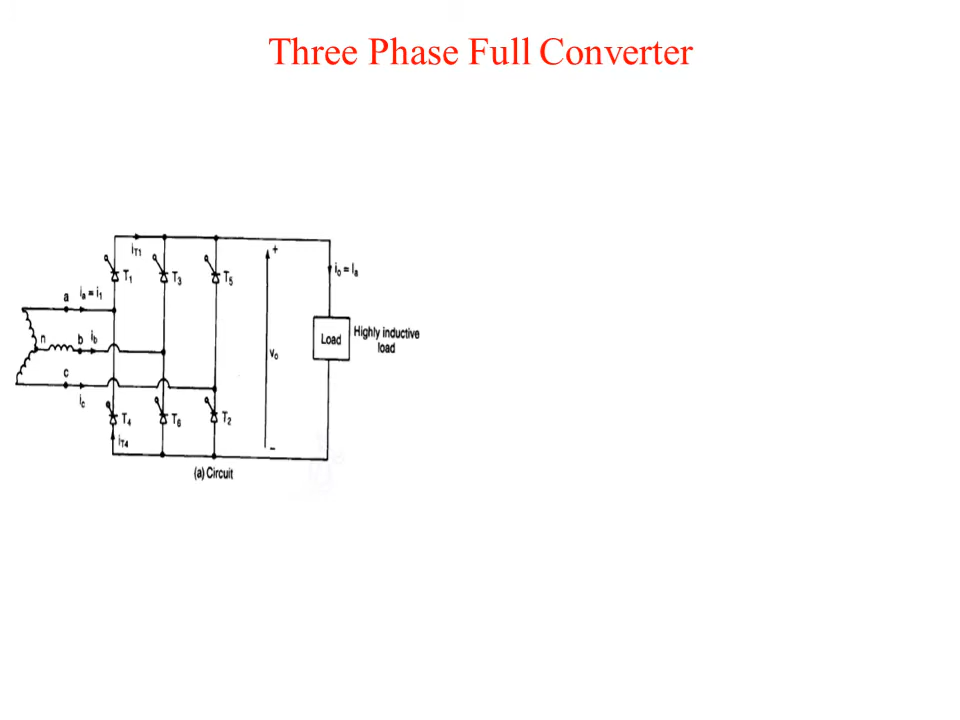 Three Phase Full Converter
iT1
+
T1
T3
T5
io = Ia
a
ia = i1
n
b
ib
Load
Highly inductive
load
vo
c
ic
T4
T6
T2
iT4
–
(a) Circuit